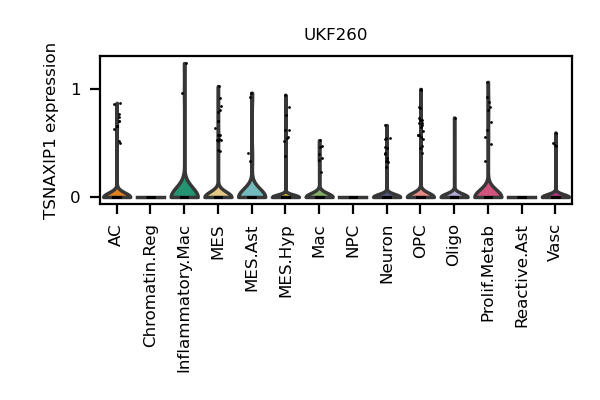 UKF260
TSNAXIP1 expression
1
0
AC
Chromatin.Reg
Inflammatory.Mac
MES
MES.Ast
MES.Hyp
Mac
NPC
Neuron
OPC
Oligo
Prolif.Metab
Reactive.Ast
Vasc